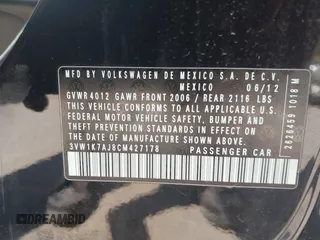 MFD BY VOLKSWAGEN DE MEXICO S.A. DE C.V.
MEXICO 06/12
GVWR 4012 GAWR FRONT 2006 / REAR 2116 LBS
THIS VEHICLE CONFORMS TO ALL APPLICABLE U.S.
FEDERAL MOTOR VEHICLE SAFETY, BUMPER AND
THEFT PREVENTION STANDARDS IN EFFECT ON THE
DATE OF MANUFACTURE SHOWN ABOVE.
3VW1K7AJ8CM427178 PASSENGER CAR
2626459 1018 M
DREAMBID